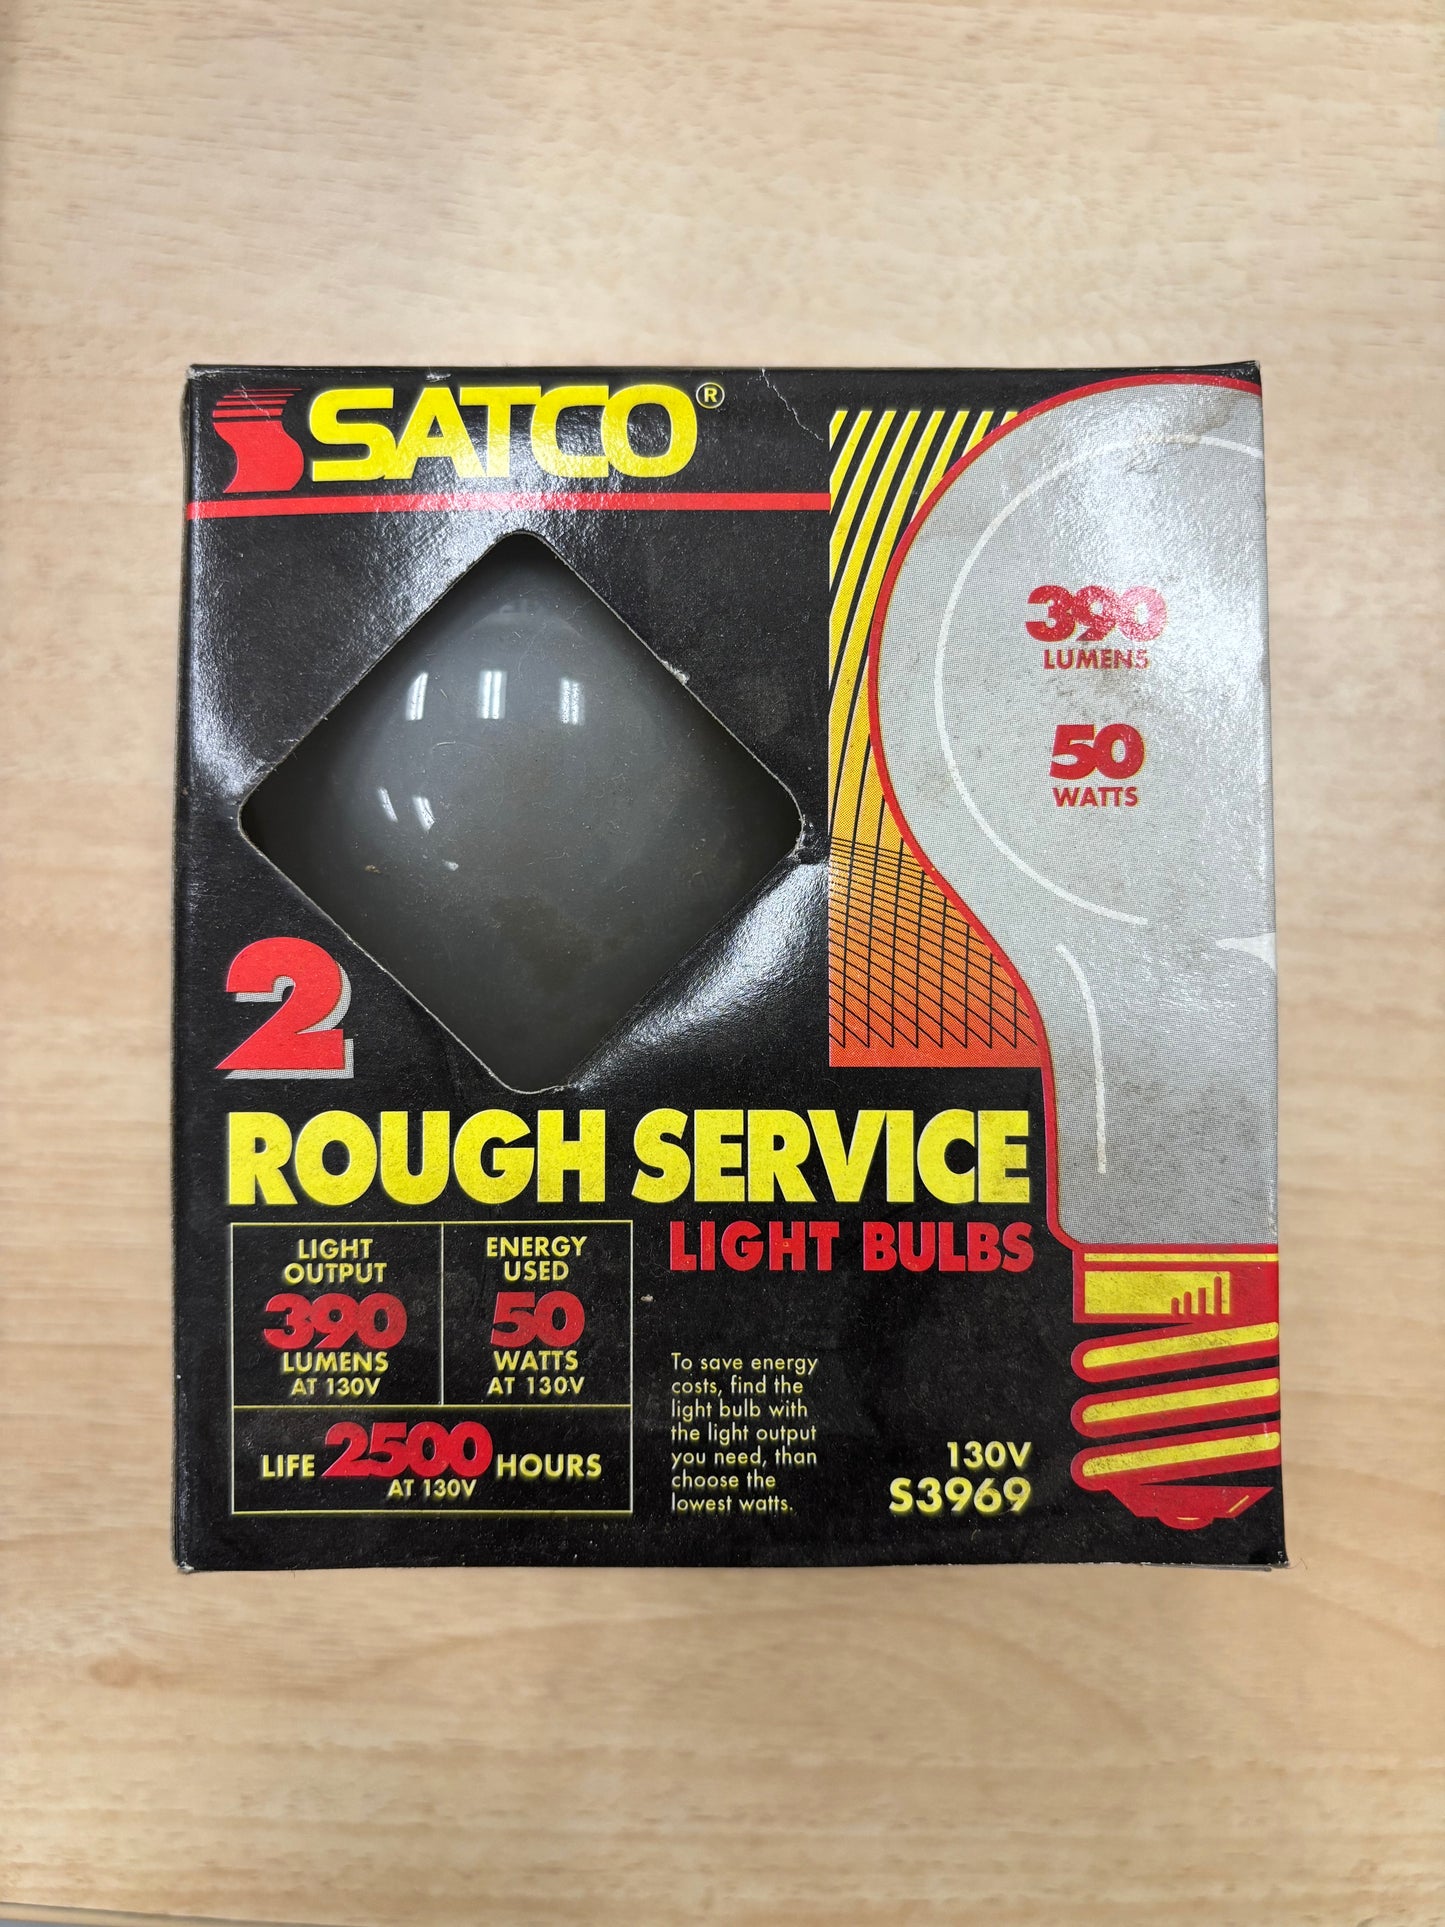 SATCO®
390
LUMENS
50
WATTS
2
ROUGH SERVICE
LIGHT BULBS
LIGHT
OUTPUT
390
LUMENS
AT 130V
ENERGY
USED
50
WATTS
AT 130V
LIFE 2500 HOURS
AT 130V
To save energy
costs, find the
light bulb with
the light output
you need, than
choose the
lowest watts.
130V
S3969